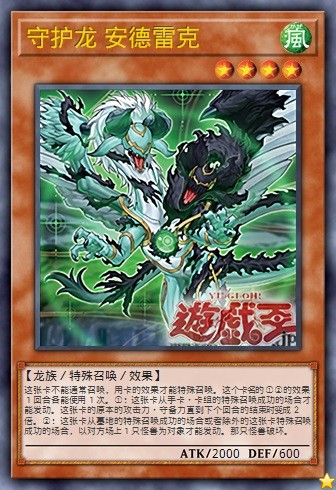 守护龙 安德雷克
風
YU-GI-OH!
遊戯王
【龙族／特殊召唤／效果】
这张卡不能通常召唤，用卡的效果才能特殊召唤。这个卡名的①②的效果
1回合各能使用1次。①：这张卡从手卡·卡组的特殊召唤成功的场合才
能发动。这张卡的原本的攻击力·守备力直到下个回合的结束时变成2
倍。②：这张卡从墓地的特殊召唤成功的场合或者除外的这张卡特殊召唤
成功的场合，以对方场上1只怪兽为对象才能发动。那只怪兽破坏。
ATK/2000 DEF/600